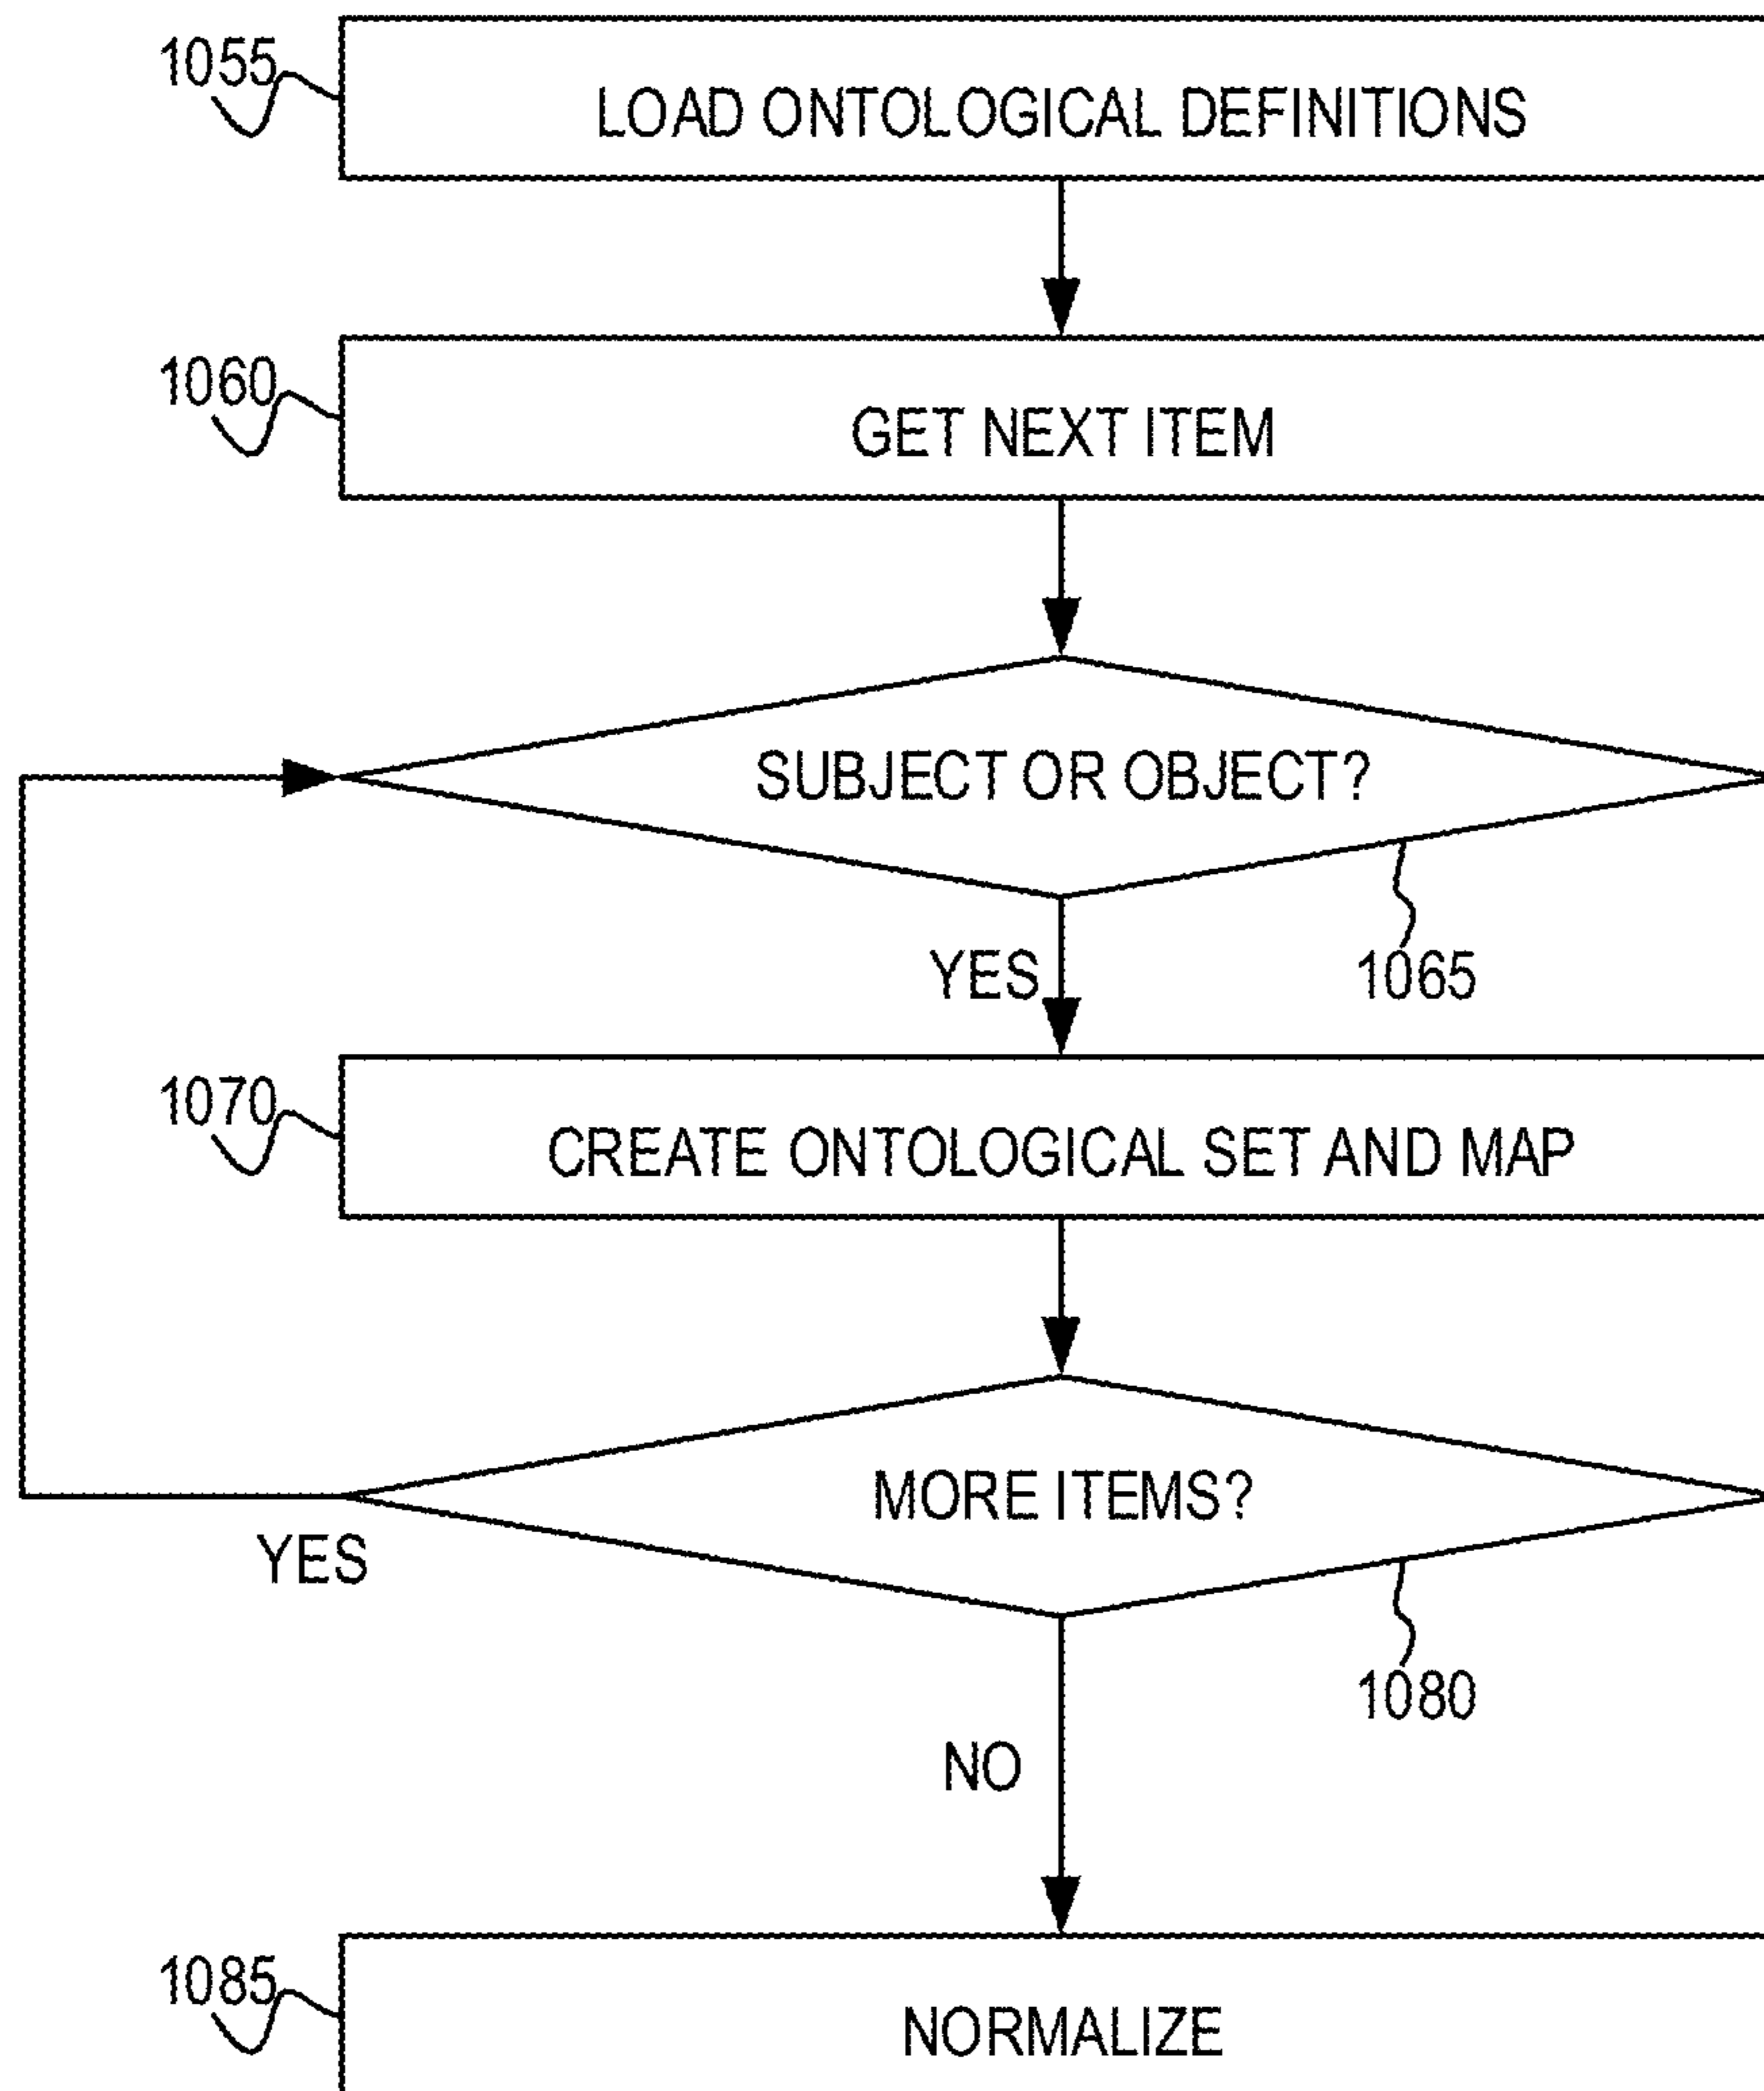 1055
LOAD ONTOLOGICAL DEFINITIONS
1060
GET NEXT ITEM
SUBJECT OR OBJECT?
YES
1065
1070
CREATE ONTOLOGICAL SET AND MAP
MORE ITEMS?
YES
1080
NO
1085
NORMALIZE